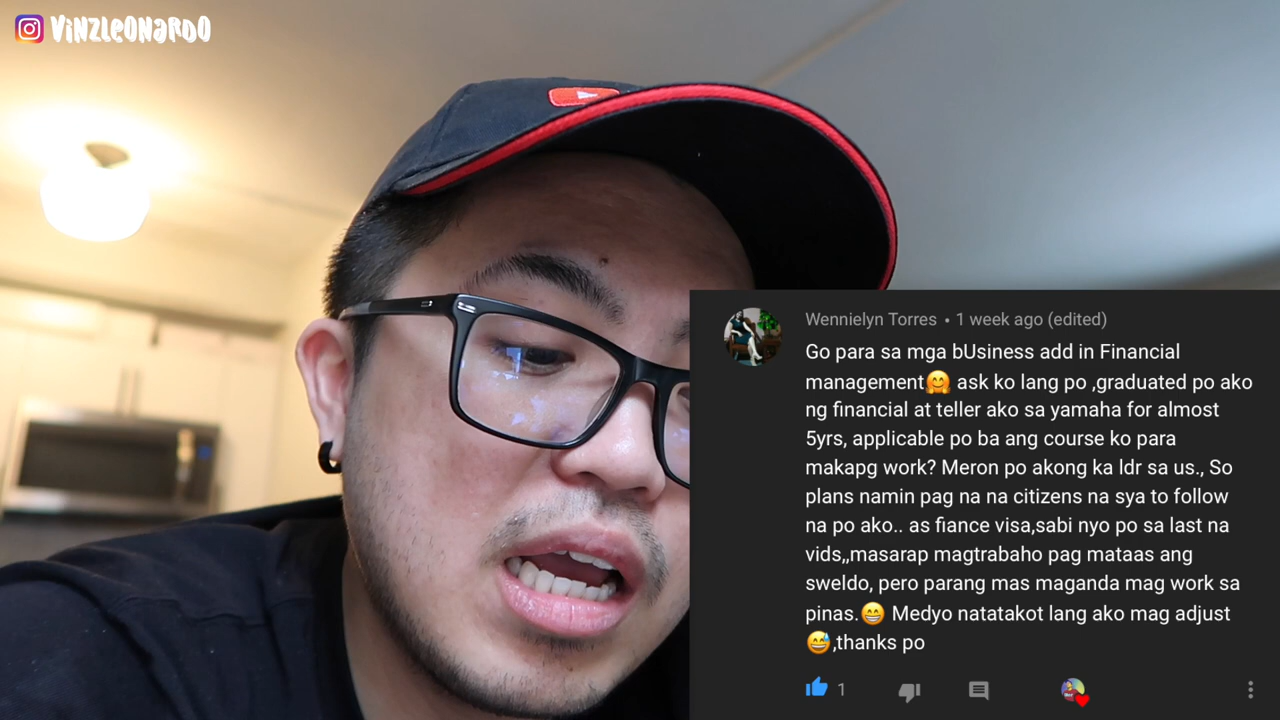 VINZLEONARDO
Wennielyn Torres • 1 week ago (edited)
Go para sa mga bUsiness add in Financial
management🤗 ask ko lang po ,graduated po ako
ng financial at teller ako sa yamaha for almost
5yrs, applicable po ba ang course ko para
makapg work? Meron po akong ka ldr sa us., So
plans namin pag na na citizens na sya to follow
na po ako.. as fiance visa,sabi nyo po sa last na
vids,,masarap magtrabaho pag mataas ang
sweldo, pero parang mas maganda mag work sa
pinas.😁 Medyo natatakot lang ako mag adjust
😅,thanks po
1